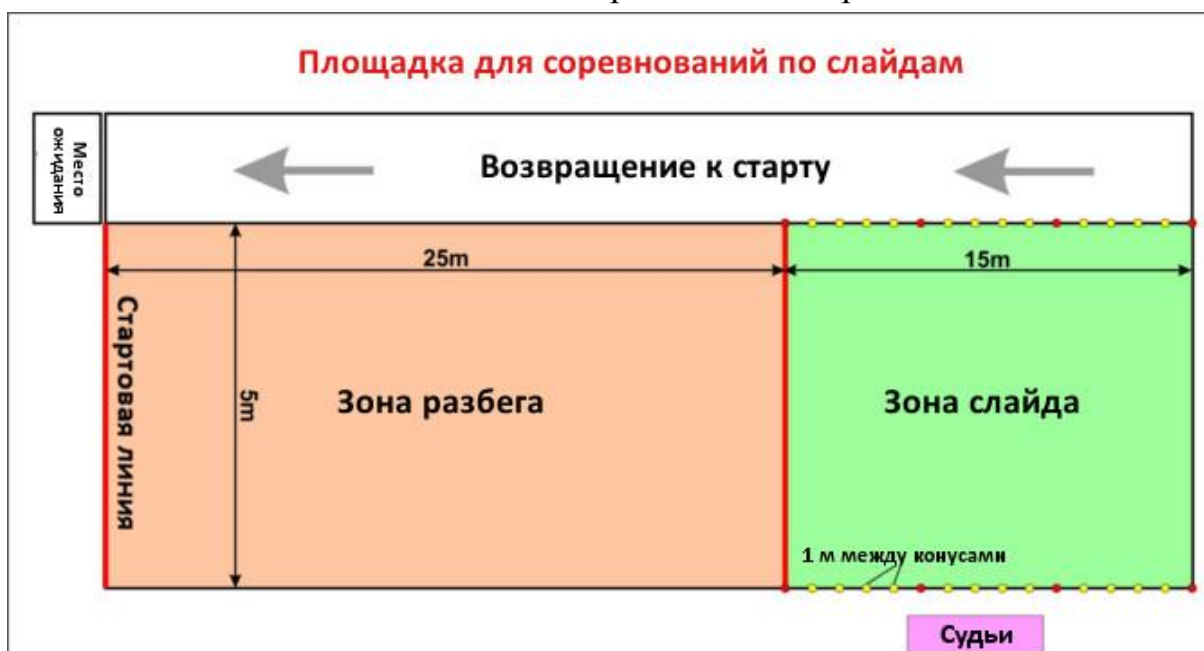 Площадка для соревнований по слайдам
Место
ожидания
Возвращение к старту
25m
15m
Стартовая линия
5m
Зона разбега
Зона слайда
1 м между конусами
Судьи